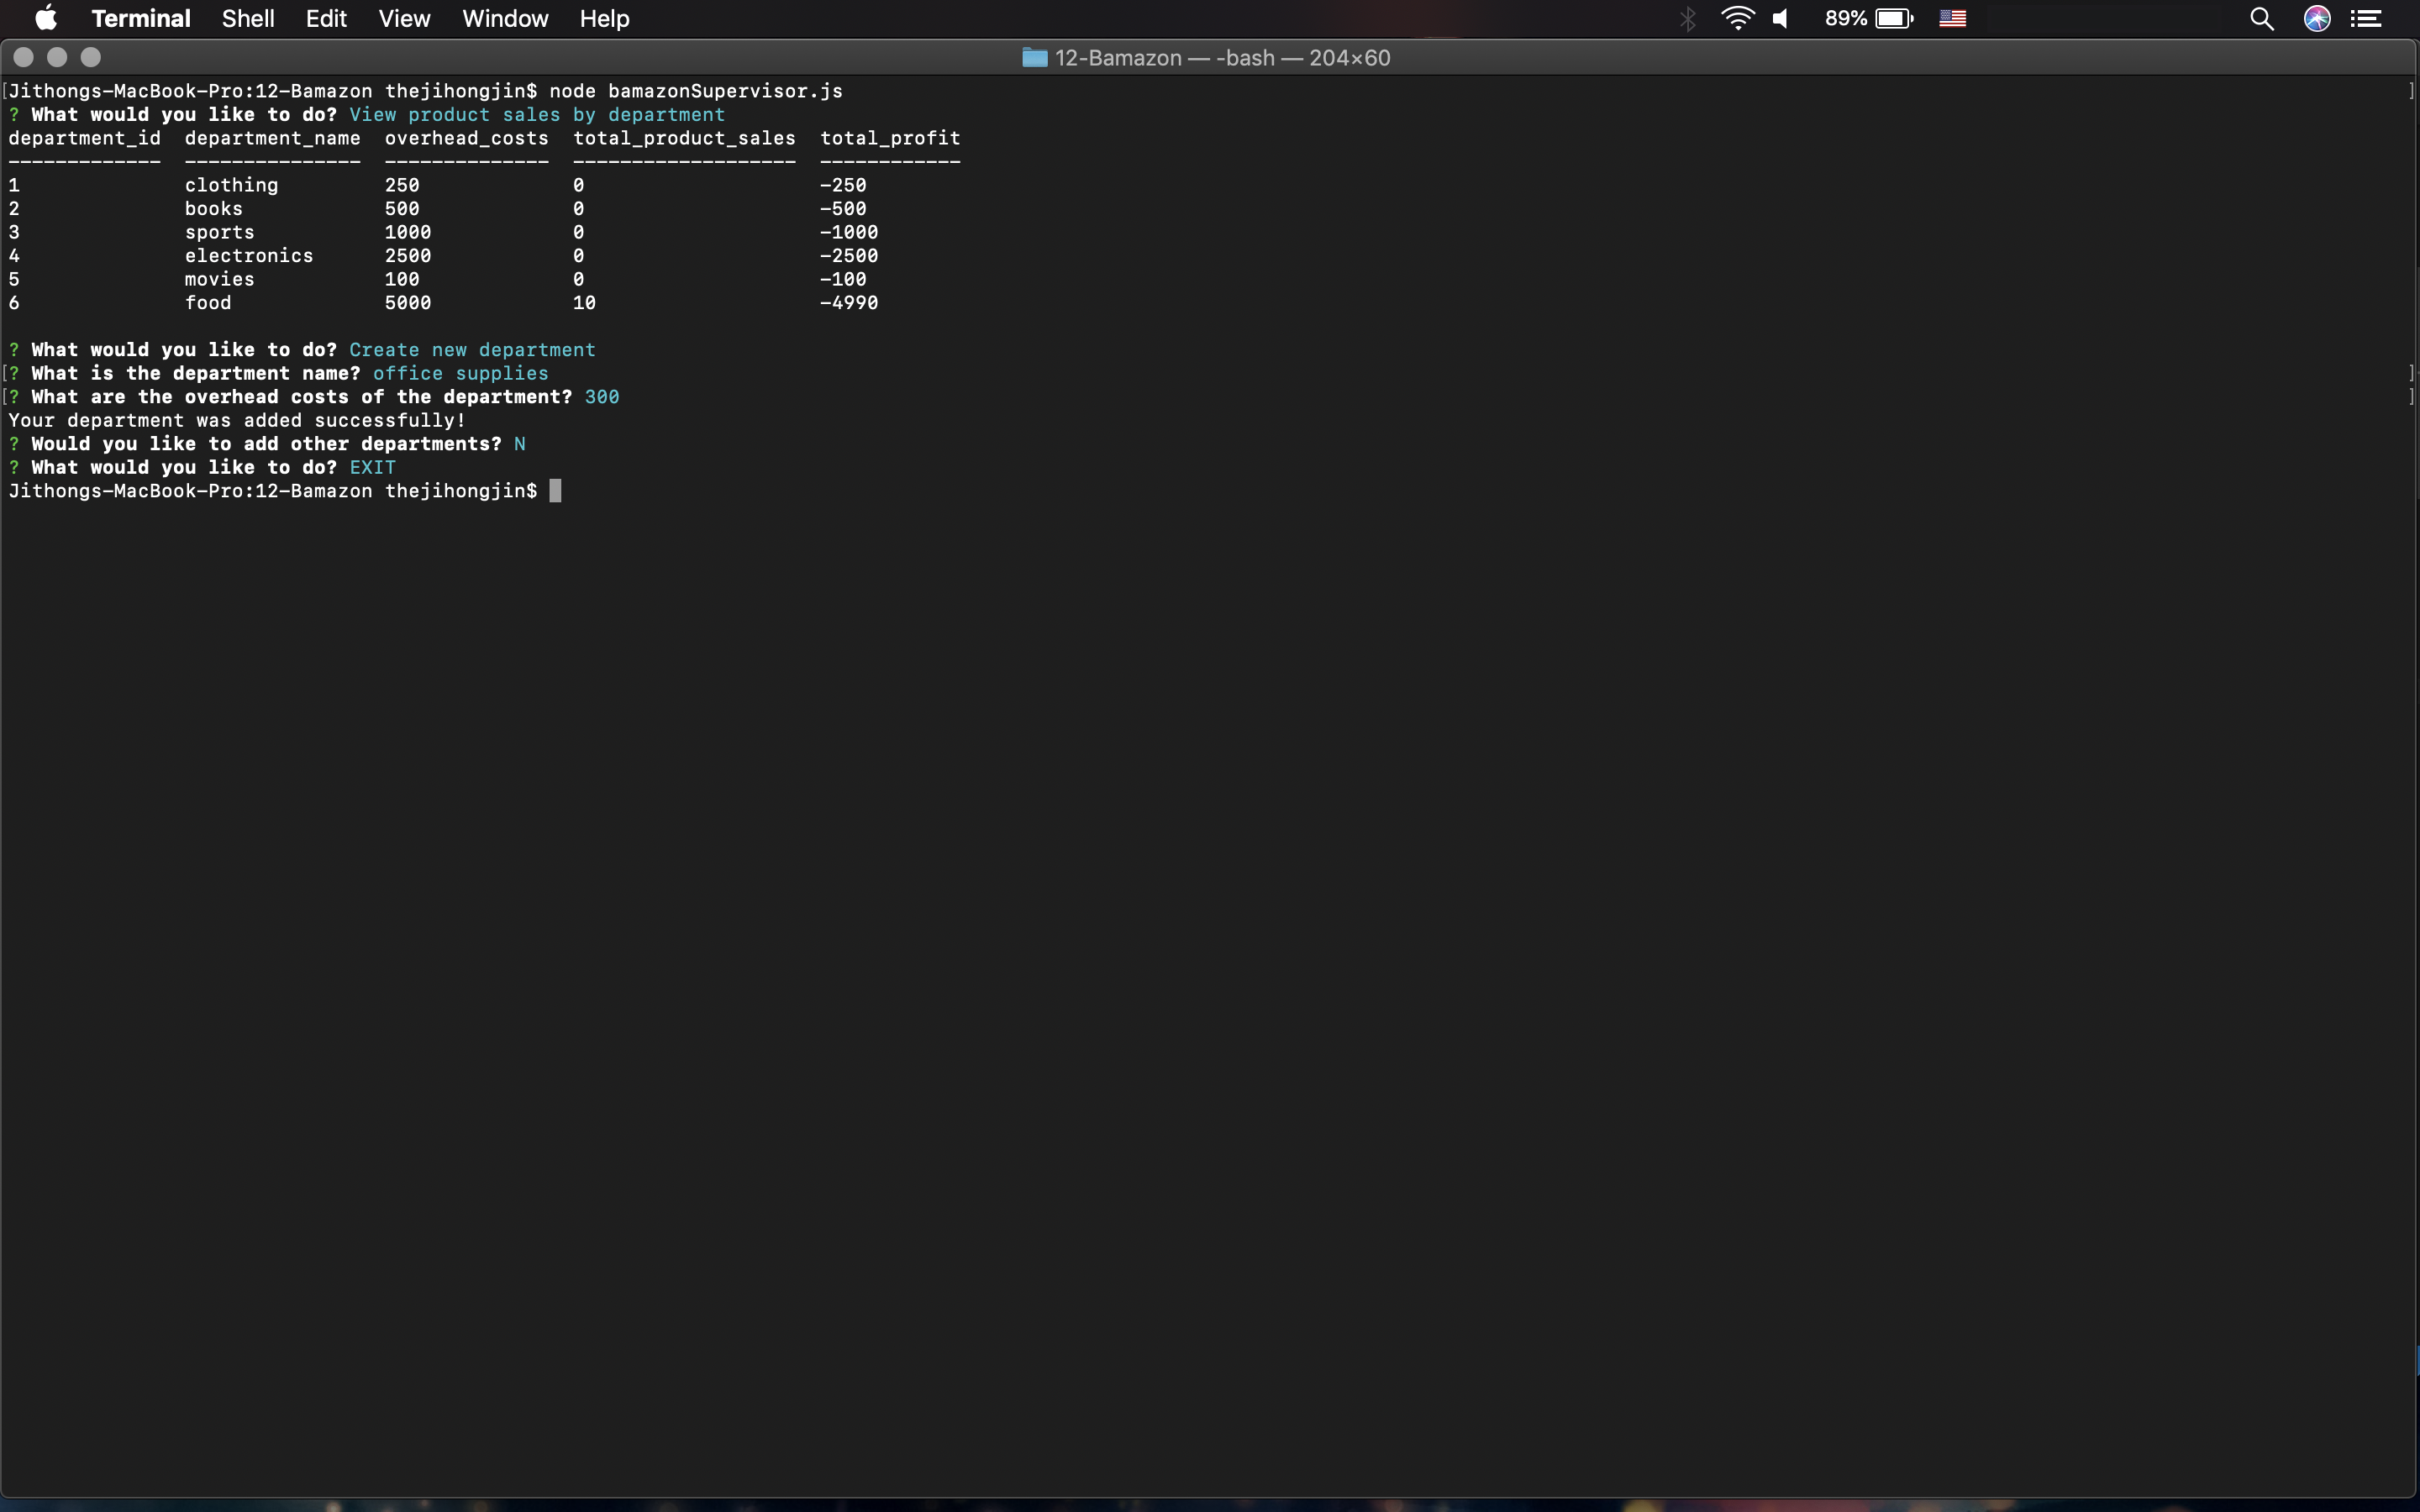 Terminal Shell Edit View Window Help 89%
12-Bamazon — -bash — 204×60
[Jithongs-MacBook-Pro:12-Bamazon thejihongjin$ node bamazonSupervisor.js ]
? What would you like to do? View product sales by department
department_id department_name overhead_costs total_product_sales total_profit
------------- --------------- -------------- ------------------- ------------
1 clothing 250 0 -250
2 books 500 0 -500
3 sports 1000 0 -1000
4 electronics 2500 0 -2500
5 movies 100 0 -100
6 food 5000 10 -4990
? What would you like to do? Create new department
[? What is the department name? office supplies ]
[? What are the overhead costs of the department? 300 ]
Your department was added successfully!
? Would you like to add other departments? N
? What would you like to do? EXIT
Jithongs-MacBook-Pro:12-Bamazon thejihongjin$